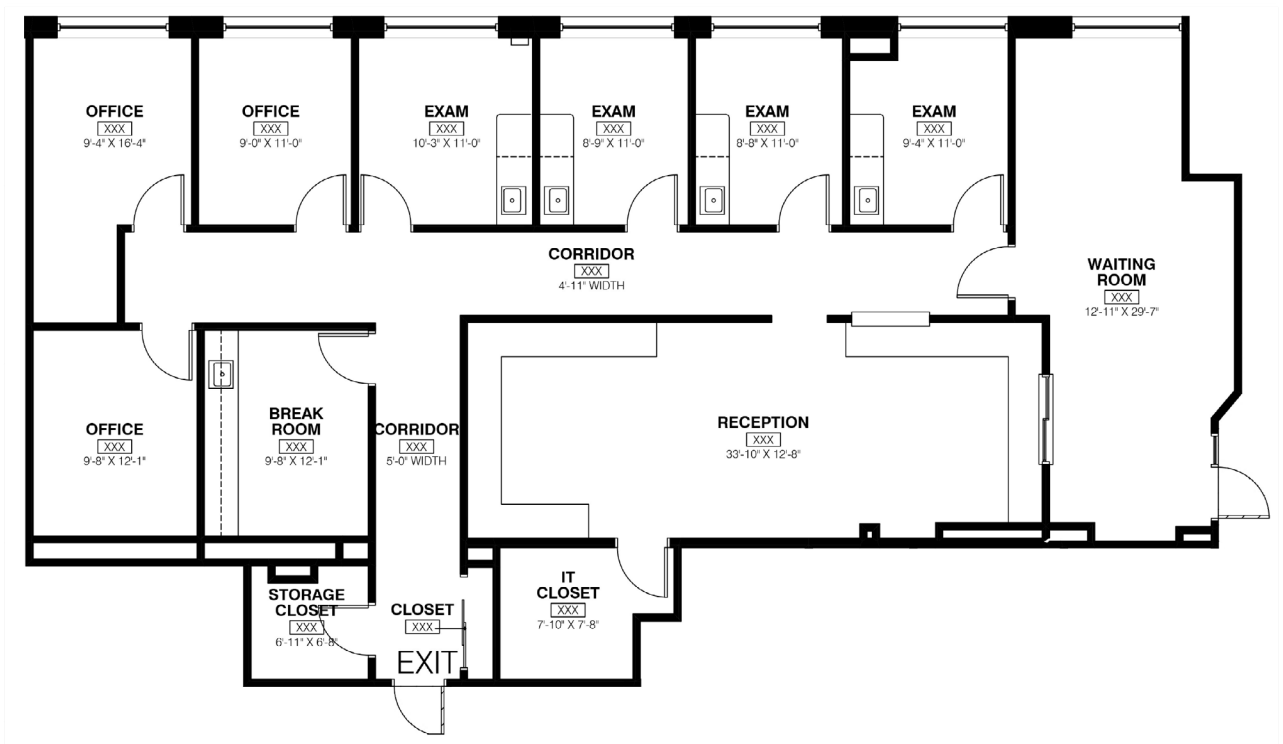 OFFICE
XXX
9'-4" X 16'-4"
OFFICE
XXX
9'-0" X 11'-0"
EXAM
XXX
10'-3" X 11'-0"
EXAM
XXX
8'-9" X 11'-0"
EXAM
XXX
8'-8" X 11'-0"
EXAM
XXX
9'-4" X 11'-0"
CORRIDOR
XXX
4'-11" WIDTH
WAITING
ROOM
XXX
12'-11" X 29'-7"
OFFICE
XXX
9'-8" X 12'-1"
BREAK
ROOM
XXX
9'-8" X 12'-1"
CORRIDOR
XXX
5'-0" WIDTH
RECEPTION
XXX
33'-10" X 12'-8"
STORAGE
CLOSET
XXX
6'-11" X 6'-8"
CLOSET
XXX
EXIT
IT
CLOSET
XXX
7'-10" X 7'-8"